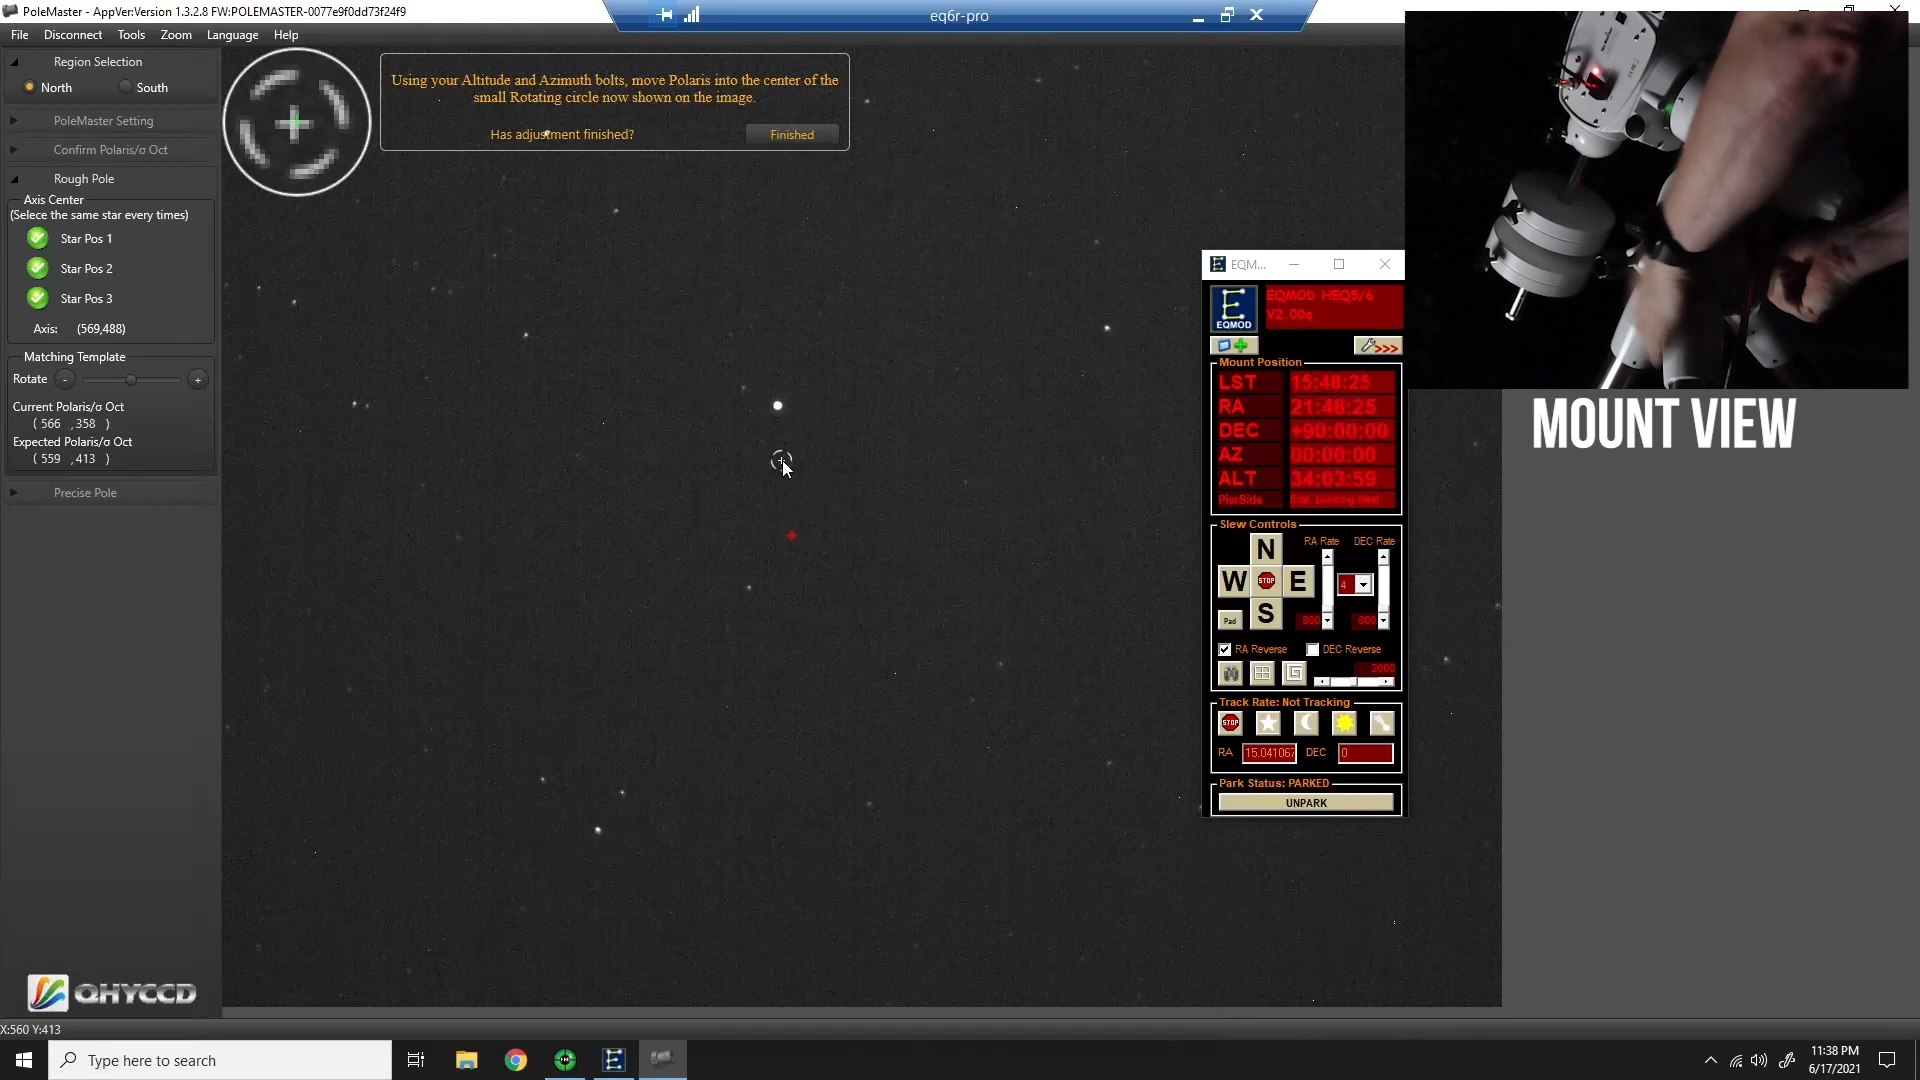 PoleMaster - AppVer:Version 1.3.2.8 FW:POLEMASTER-0077e9f0dd73f24f9
eq6r-pro
File Disconnect Tools Zoom Language Help
Region Selection
North South
PoleMaster Setting
Confirm Polaris/σ Oct
Rough Pole
Axis Center
(Selece the same star every times)
Star Pos 1
Star Pos 2
Star Pos 3
Axis: (569,488)
Matching Template
Rotate - +
Current Polaris/σ Oct
( 566 ,358 )
Expected Polaris/σ Oct
( 559 ,413 )
Precise Pole
QHYCCD
X:560 Y:413
Using your Altitude and Azimuth bolts, move Polaris into the center of the
small Rotating circle now shown on the image.
Has adjustment finished? Finished
EQM...
EQMOD
EQMOD HEQ5/6
V2.00q
>>>
Mount Position
LST 15:48:25
RA 21:48:25
DEC +90:00:00
AZ 00:00:00
ALT 34:03:59
PierSide
Slew Controls
RA Rate DEC Rate
N
W STOP E
S
4
Pad
800 800
RA Reverse DEC Reverse
2000
Track Rate: Not Tracking
STOP
RA 15.041067 DEC 0
Park Status: PARKED
UNPARK
MOUNT VIEW
Type here to search
11:38 PM
6/17/2021